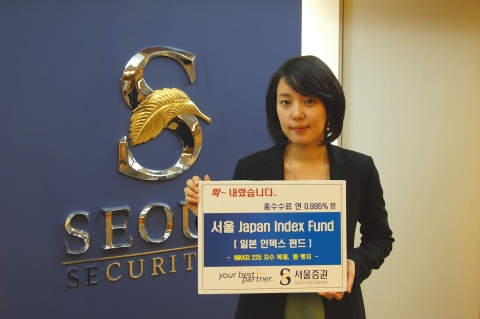 SEOUL
SECURIT
확~ 내렸습니다.
총수수료 연 0.995% !!!
서울 Japan Index Fund
[ 일본 인덱스 펀드 ]
- NIKKEI 225 지수 복제, 환 헷지 -
your best partner.
S 서울증권